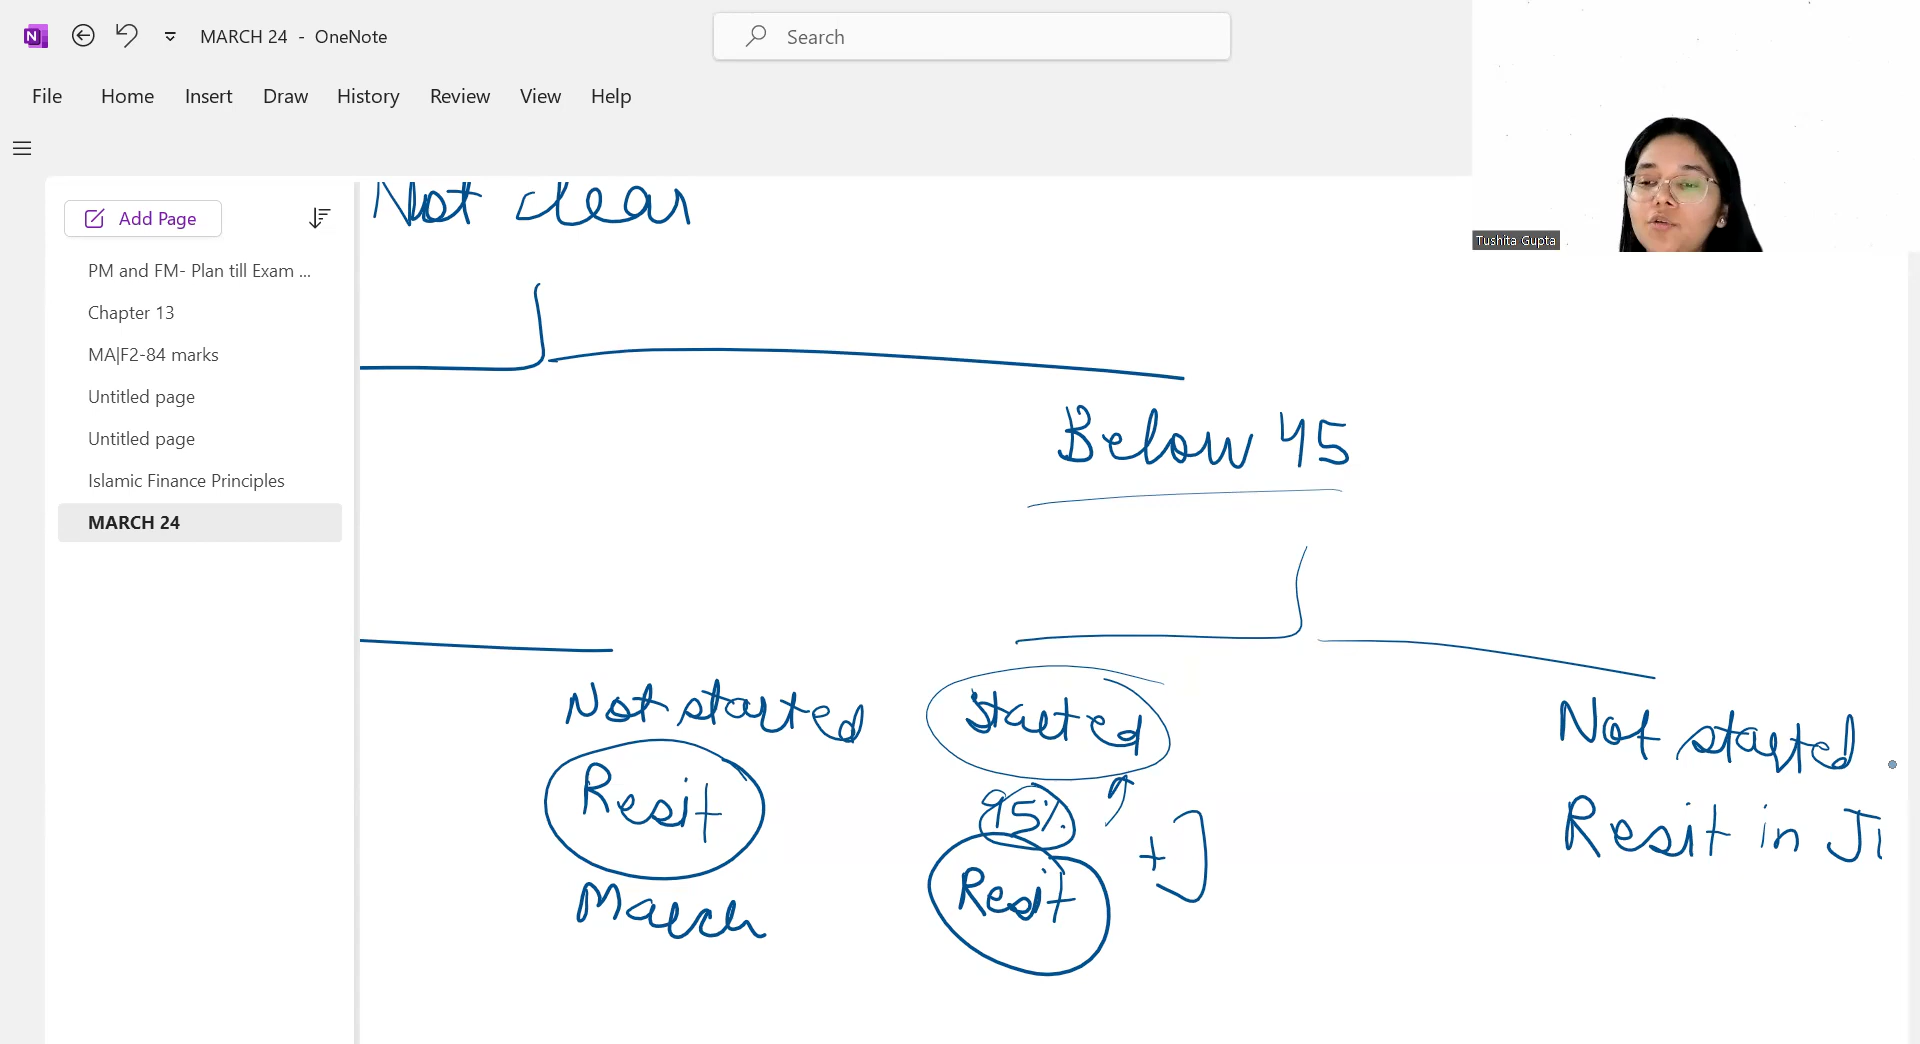 MARCH 24 - OneNote
Search
File Home Insert Draw History Review View Help
Tushita Gupta
Add Page
PM and FM- Plan till Exam ...
Chapter 13
MA|F2-84 marks
Untitled page
Untitled page
Islamic Finance Principles
MARCH 24
Not clear
Below 45
Not started
Resit
March
Started
95%
Resit
+
Not started
Resit in